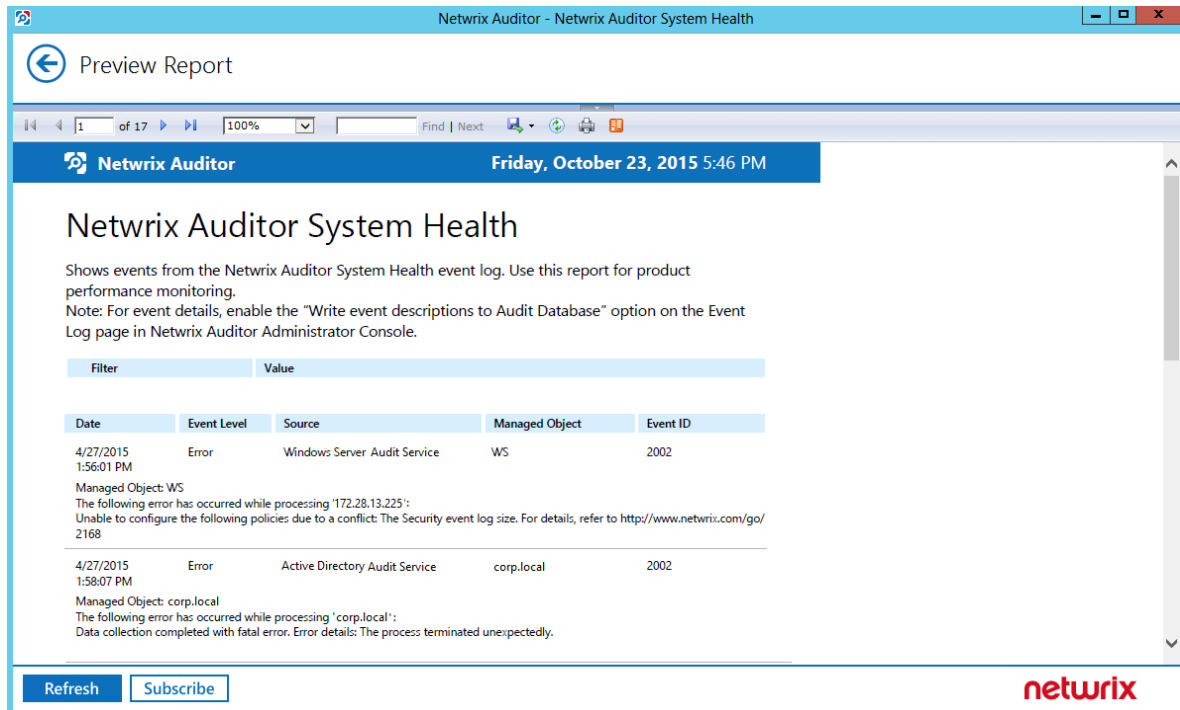 Netwrix Auditor - Netwrix Auditor System Health
Preview Report
1 of 17 100% Find | Next
Netwrix Auditor Friday, October 23, 2015 5:46 PM
Netwrix Auditor System Health
Shows events from the Netwrix Auditor System Health event log. Use this report for product
performance monitoring.
Note: For event details, enable the “Write event descriptions to Audit Database” option on the Event
Log page in Netwrix Auditor Administrator Console.
Filter Value
Date Event Level Source Managed Object Event ID
4/27/2015 Error Windows Server Audit Service WS 2002
1:56:01 PM
Managed Object: WS
The following error has occurred while processing '172.28.13.225':
Unable to configure the following policies due to a conflict: The Security event log size. For details, refer to http://www.netwrix.com/go/
2168
4/27/2015 Error Active Directory Audit Service corp.local 2002
1:58:07 PM
Managed Object: corp.local
The following error has occurred while processing 'corp.local':
Data collection completed with fatal error. Error details: The process terminated unexpectedly.
Refresh Subscribe netwrix